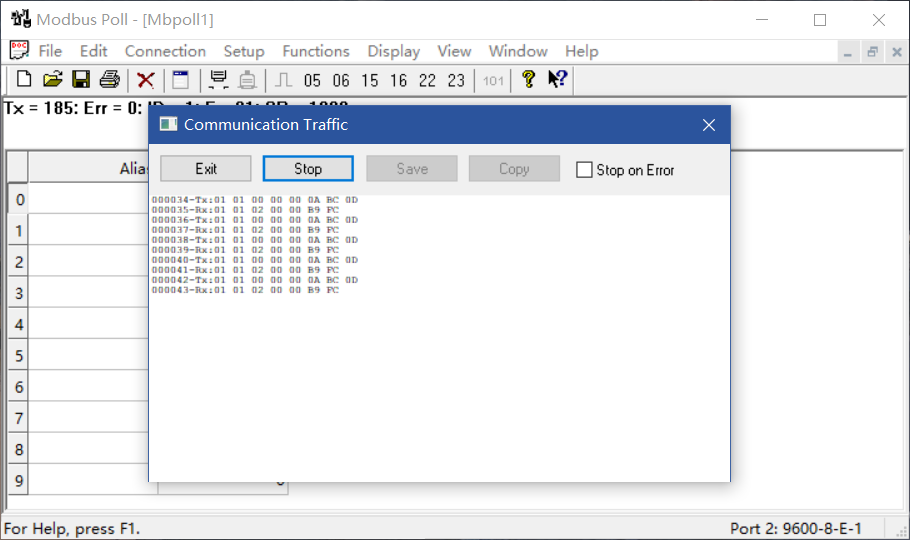 Modbus Poll - [Mbpoll1]
File Edit Connection Setup Functions Display View Window Help
05 06 15 16 22 23 101
Tx = 185: Err = 0:
Communication Traffic
Exit Stop Save Copy Stop on Error
000034-Tx:01 01 00 00 00 0A BC 0D
000035-Rx:01 01 02 00 00 B9 FC
000036-Tx:01 01 00 00 00 0A BC 0D
000037-Rx:01 01 02 00 00 B9 FC
000038-Tx:01 01 00 00 00 0A BC 0D
000039-Rx:01 01 02 00 00 B9 FC
000040-Tx:01 01 00 00 00 0A BC 0D
000041-Rx:01 01 02 00 00 B9 FC
000042-Tx:01 01 00 00 00 0A BC 0D
000043-Rx:01 01 02 00 00 B9 FC
Alias
0
1
2
3
4
5
6
7
8
9
For Help, press F1.
Port 2: 9600-8-E-1